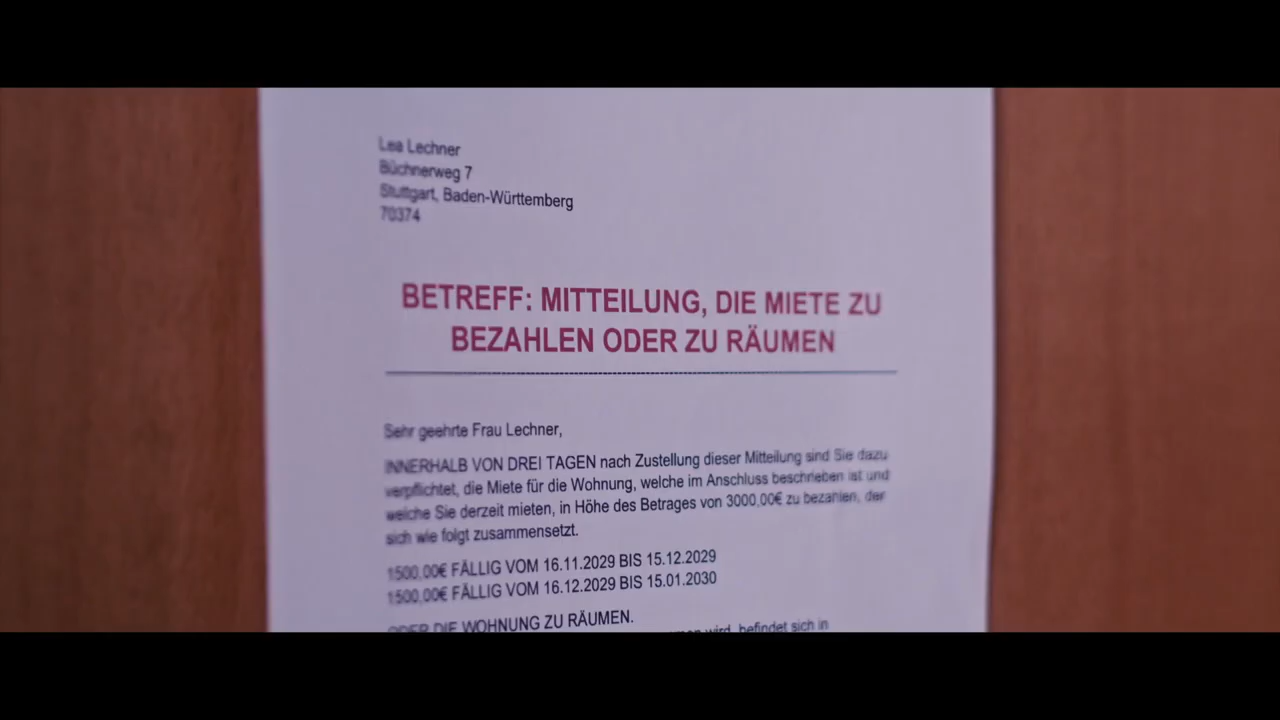 Lea Lechner
Büchnerweg 7
Stuttgart, Baden-Württemberg
70374
BETREFF: MITTEILUNG, DIE MIETE ZU
BEZAHLEN ODER ZU RÄUMEN
Sehr geehrte Frau Lechner,
INNERHALB VON DREI TAGEN nach Zustellung dieser Mitteilung sind Sie dazu
verpflichtet, die Miete für die Wohnung, welche im Anschluss beschrieben ist und
welche Sie derzeit mieten, in Höhe des Betrages von 3000,00€ zu bezahlen, der
sich wie folgt zusammensetzt.
1500,00€ FÄLLIG VOM 16.11.2029 BIS 15.12.2029
1500,00€ FÄLLIG VOM 16.12.2029 BIS 15.01.2030
ODER DIE WOHNUNG ZU RÄUMEN.
wird, befindet sich in